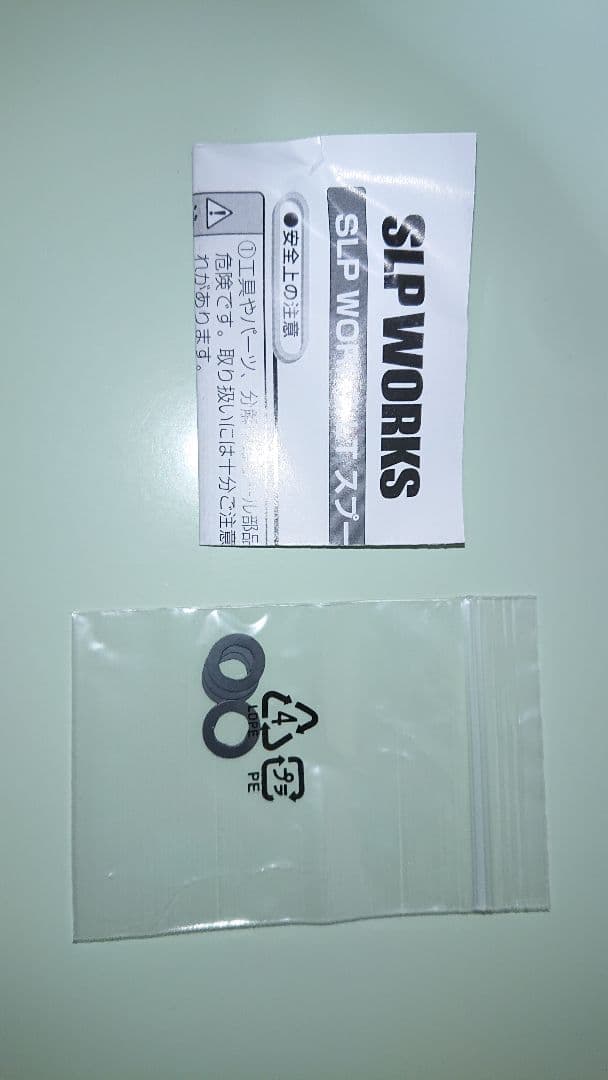 SLP WORKS
SLP WOR T スプー
●安全上の注意
①工具やパーツ、分解 ル部品
危険です。取り扱いには十分ご注意
れがあります。
4
LDPE
プラ
PE